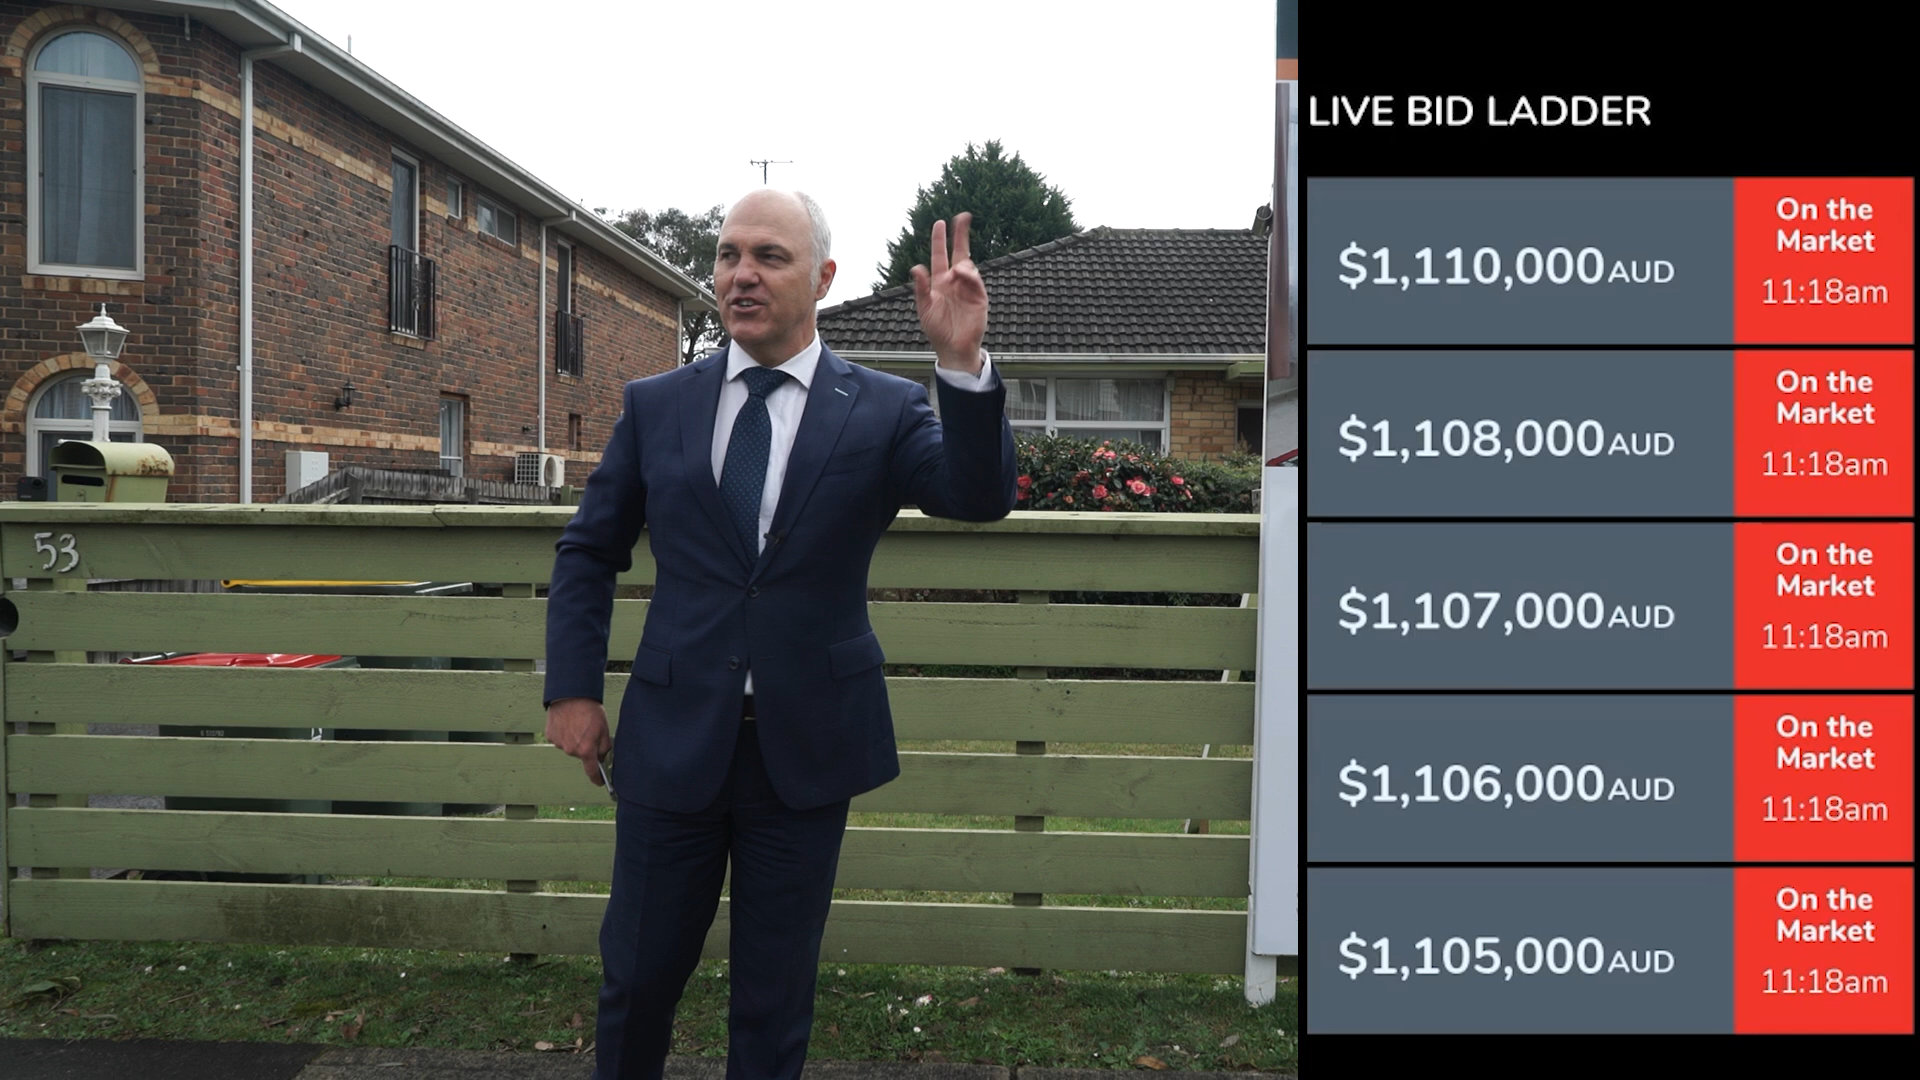 LIVE BID LADDER
$1,110,000AUD
On the
Market
11:18am
$1,108,000AUD
On the
Market
11:18am
$1,107,000AUD
On the
Market
11:18am
$1,106,000AUD
On the
Market
11:18am
$1,105,000AUD
On the
Market
11:18am
53